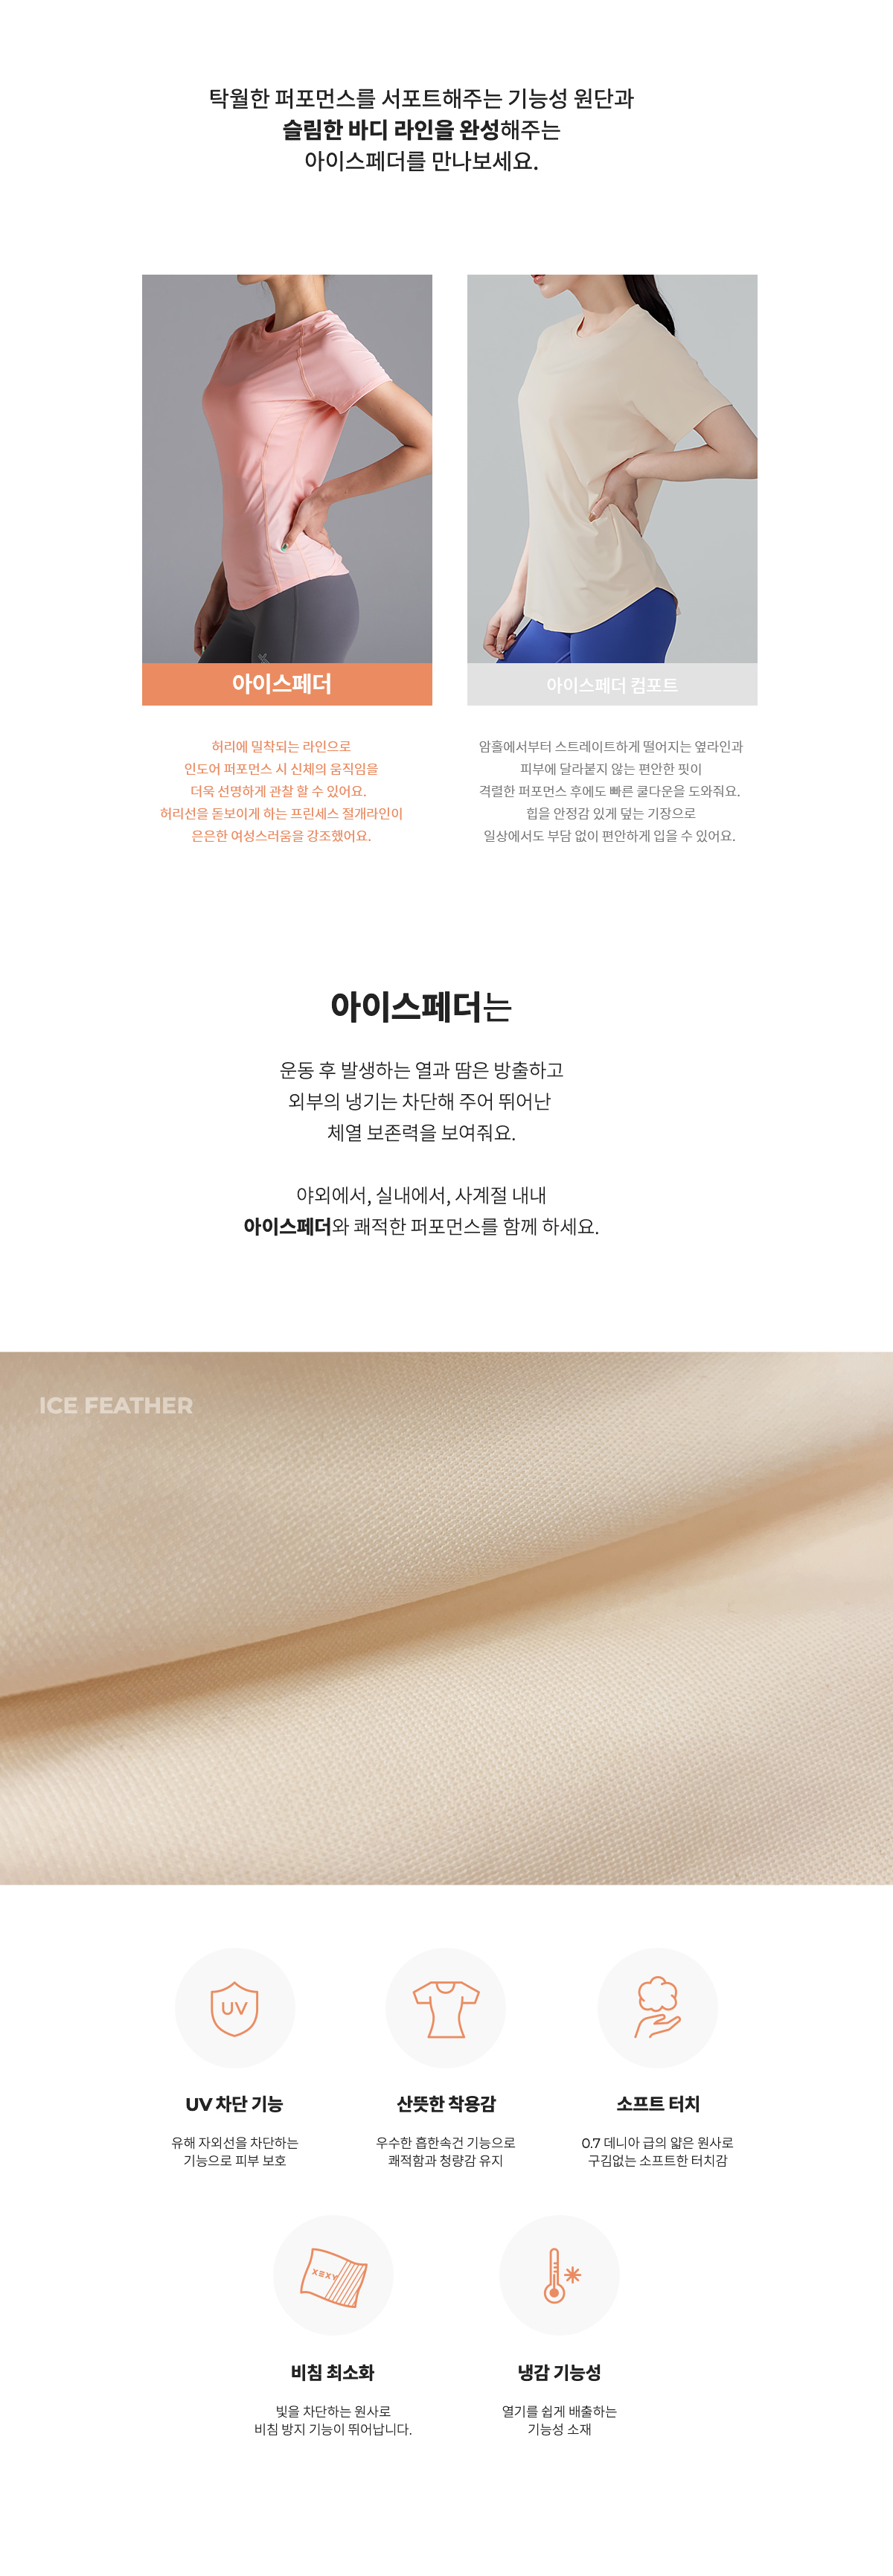 탁월한 퍼포먼스를 서포트해주는 기능성 원단과
슬림한 바디 라인을 완성해주는
아이스페더를 만나보세요.
아이스페더
허리에 밀착되는 라인으로
인도어 퍼포먼스 시 신체의 움직임을
더욱 선명하게 관찰 할 수 있어요.
허리선을 돋보이게 하는 프린세스 절개라인이
은은한 여성스러움을 강조했어요.
아이스페더 컴포트
암홀에서부터 스트레이트하게 떨어지는 옆라인과
피부에 달라붙지 않는 편안한 핏이
격렬한 퍼포먼스 후에도 빠른 쿨다운을 도와줘요.
힙을 안정감 있게 덮는 기장으로
일상에서도 부담 없이 편안하게 입을 수 있어요.
아이스페더는
운동 후 발생하는 열과 땀은 방출하고
외부의 냉기는 차단해 주어 뛰어난
체열 보존력을 보여줘요.
야외에서, 실내에서, 사계절 내내
아이스페더와 쾌적한 퍼포먼스를 함께 하세요.
ICE FEATHER
UV
UV 차단 기능
유해 자외선을 차단하는
기능으로 피부 보호
산뜻한 착용감
우수한 흡한속건 기능으로
쾌적함과 청량감 유지
소프트 터치
0.7 데니아 급의 얇은 원사로
구김없는 소프트한 터치감
XEXY
비침 최소화
빛을 차단하는 원사로
비침 방지 기능이 뛰어납니다.
냉감 기능성
열기를 쉽게 배출하는
기능성 소재